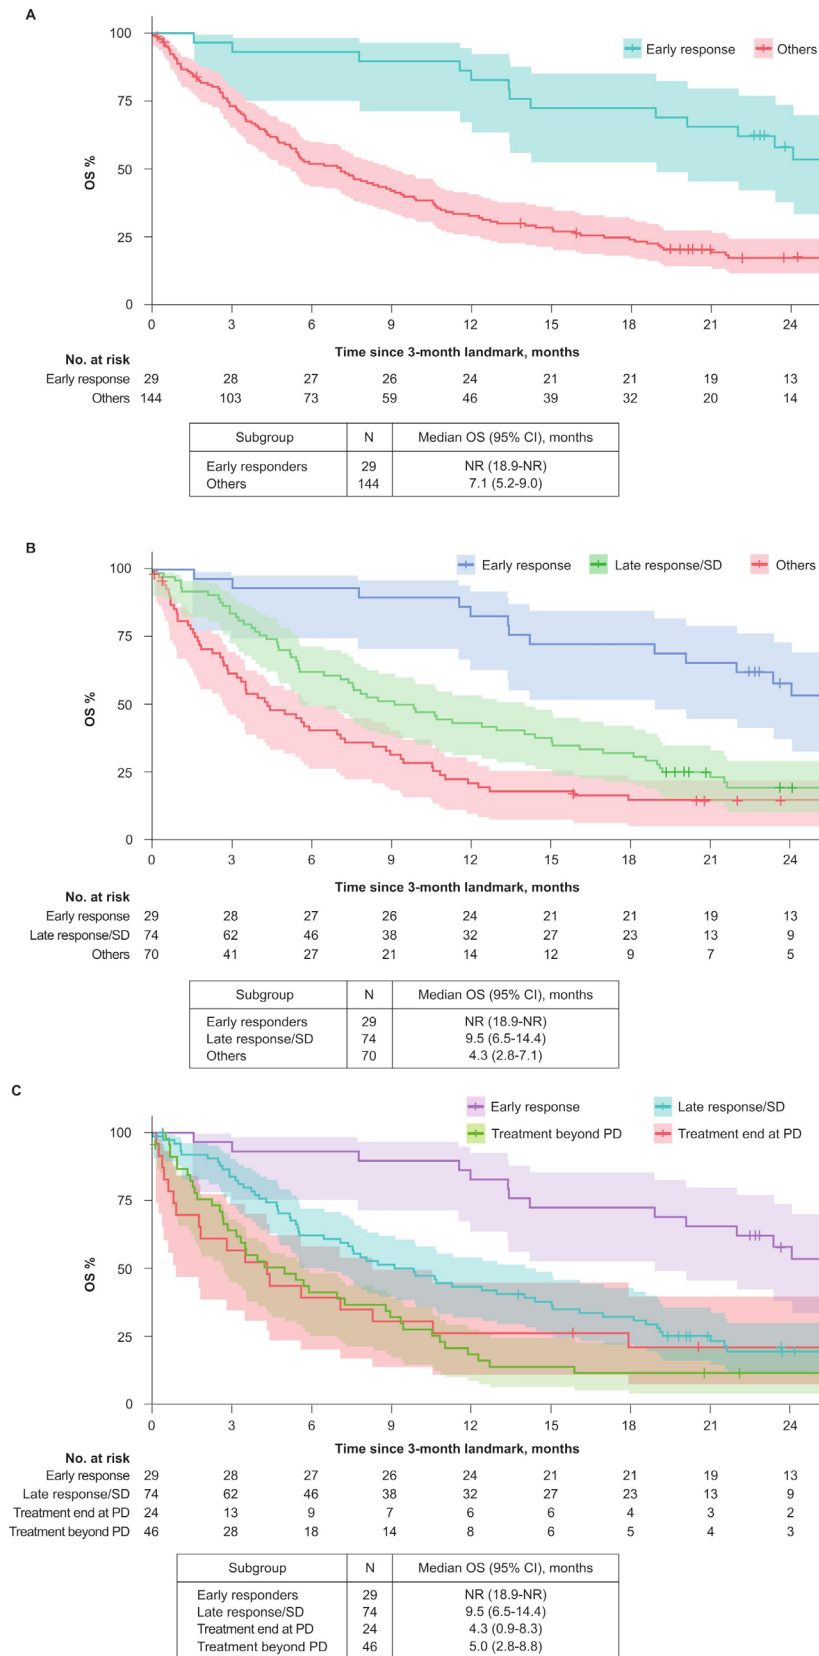 A
Early response Others
100
75
50
25
0
OS %
0 3 6 9 12 15 18 21 24
Time since 3-month landmark, months
No. at risk
Early response 29 28 27 26 24 21 21 19 13
Others 144 103 73 59 46 39 32 20 14
Subgroup N Median OS (95% CI), months
Early responders 29 NR (18.9-NR)
Others 144 7.1 (5.2-9.0)
B
Early response Late response/SD Others
100
75
50
25
0
OS %
0 3 6 9 12 15 18 21 24
Time since 3-month landmark, months
No. at risk
Early response 29 28 27 26 24 21 21 19 13
Late response/SD 74 62 46 38 32 27 23 13 9
Others 70 41 27 21 14 12 9 7 5
Subgroup N Median OS (95% CI), months
Early responders 29 NR (18.9-NR)
Late response/SD 74 9.5 (6.5-14.4)
Others 70 4.3 (2.8-7.1)
C
Early response Late response/SD
Treatment beyond PD Treatment end at PD
100
75
50
25
0
OS %
0 3 6 9 12 15 18 21 24
Time since 3-month landmark, months
No. at risk
Early response 29 28 27 26 24 21 21 19 13
Late response/SD 74 62 46 38 32 27 23 13 9
Treatment end at PD 24 13 9 7 6 6 4 3 2
Treatment beyond PD 46 28 18 14 8 6 5 4 3
Subgroup N Median OS (95% CI), months
Early responders 29 NR (18.9-NR)
Late response/SD 74 9.5 (6.5-14.4)
Treatment end at PD 24 4.3 (0.9-8.3)
Treatment beyond PD 46 5.0 (2.8-8.8)